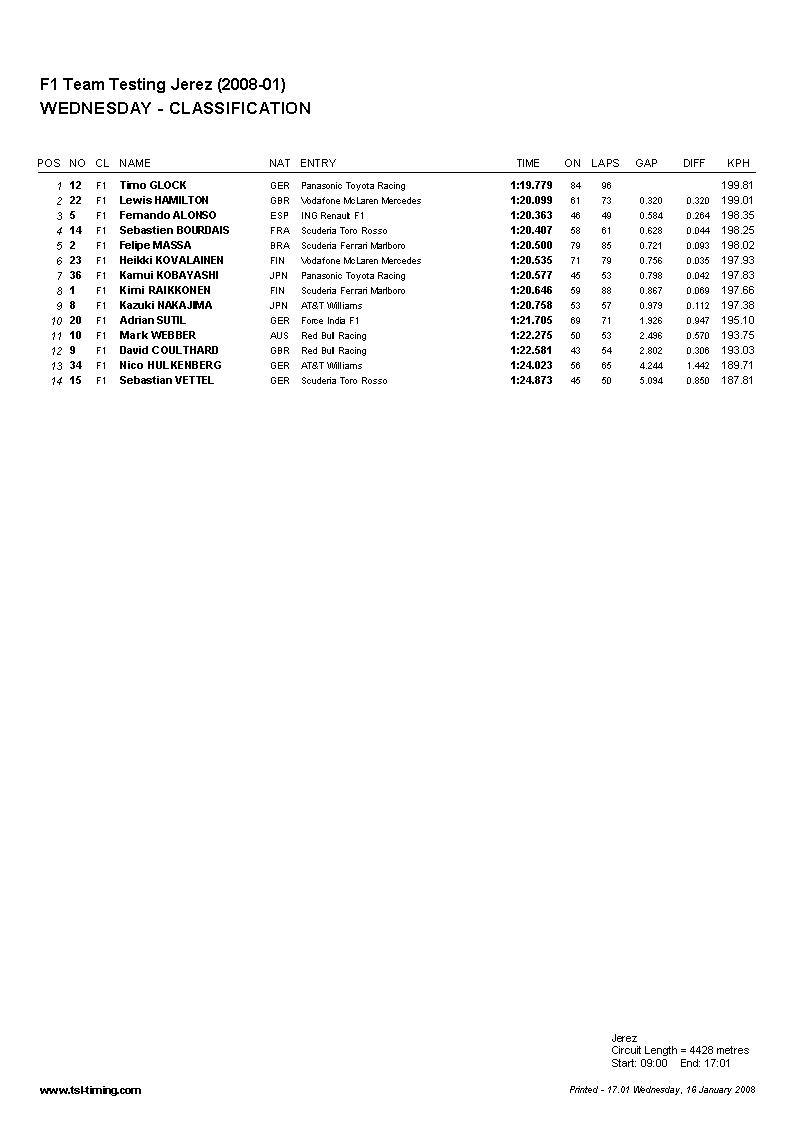 F1 Team Testing Jerez (2008-01)
WEDNESDAY - CLASSIFICATION
POS NO CL NAME NAT ENTRY TIME ON LAPS GAP DIFF KPH
1 12 F1 Timo GLOCK GER Panasonic Toyota Racing 1:19.779 84 96 199.81
2 22 F1 Lewis HAMILTON GBR Vodafone McLaren Mercedes 1:20.099 61 73 0.320 0.320 199.01
3 5 F1 Fernando ALONSO ESP ING Renault F1 1:20.363 46 49 0.584 0.264 198.35
4 14 F1 Sebastien BOURDAIS FRA Scuderia Toro Rosso 1:20.407 58 61 0.628 0.044 198.25
5 2 F1 Felipe MASSA BRA Scuderia Ferrari Marlboro 1:20.500 79 85 0.721 0.093 198.02
6 23 F1 Heikki KOVALAINEN FIN Vodafone McLaren Mercedes 1:20.535 71 79 0.756 0.035 197.93
7 36 F1 Kamui KOBAYASHI JPN Panasonic Toyota Racing 1:20.577 45 53 0.798 0.042 197.83
8 1 F1 Kimi RAIKKONEN FIN Scuderia Ferrari Marlboro 1:20.646 59 88 0.867 0.069 197.66
9 8 F1 Kazuki NAKAJIMA JPN AT&T Williams 1:20.758 53 57 0.979 0.112 197.38
10 20 F1 Adrian SUTIL GER Force India F1 1:21.705 69 71 1.926 0.947 195.10
11 10 F1 Mark WEBBER AUS Red Bull Racing 1:22.275 50 53 2.496 0.570 193.75
12 9 F1 David COULTHARD GBR Red Bull Racing 1:22.581 43 54 2.802 0.306 193.03
13 34 F1 Nico HULKENBERG GER AT&T Williams 1:24.023 56 65 4.244 1.442 189.71
14 15 F1 Sebastian VETTEL GER Scuderia Toro Rosso 1:24.873 45 50 5.094 0.850 187.81
Jerez
Circuit Length = 4428 metres
Start: 09:00 End: 17:01
www.tsl-timing.com Printed - 17:01 Wednesday, 16 January 2008